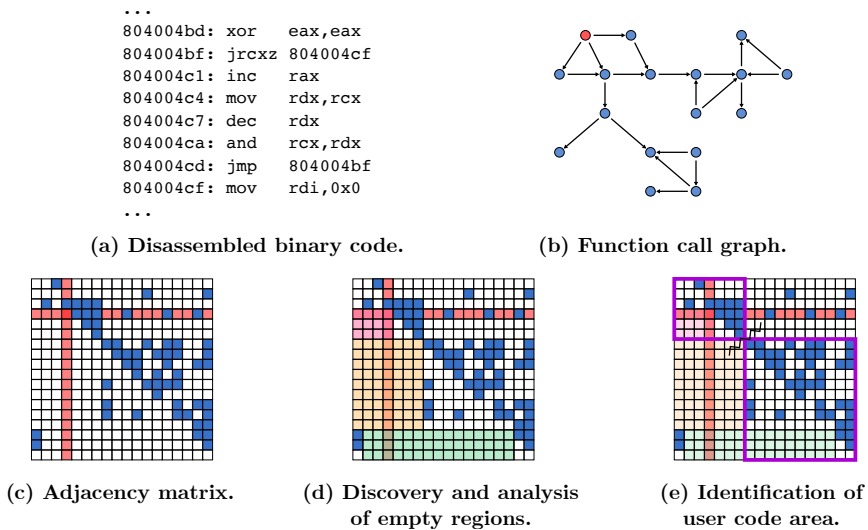 ...
804004bd: xor eax,eax
804004bf: jrcxz 804004cf
804004c1: inc rax
804004c4: mov rdx,rcx
804004c7: dec rdx
804004ca: and rcx,rdx
804004cd: jmp 804004bf
804004cf: mov rdi,0x0
...
(a) Disassembled binary code.
(b) Function call graph.
(c) Adjacency matrix.
(d) Discovery and analysis
of empty regions.
(e) Identification of
user code area.